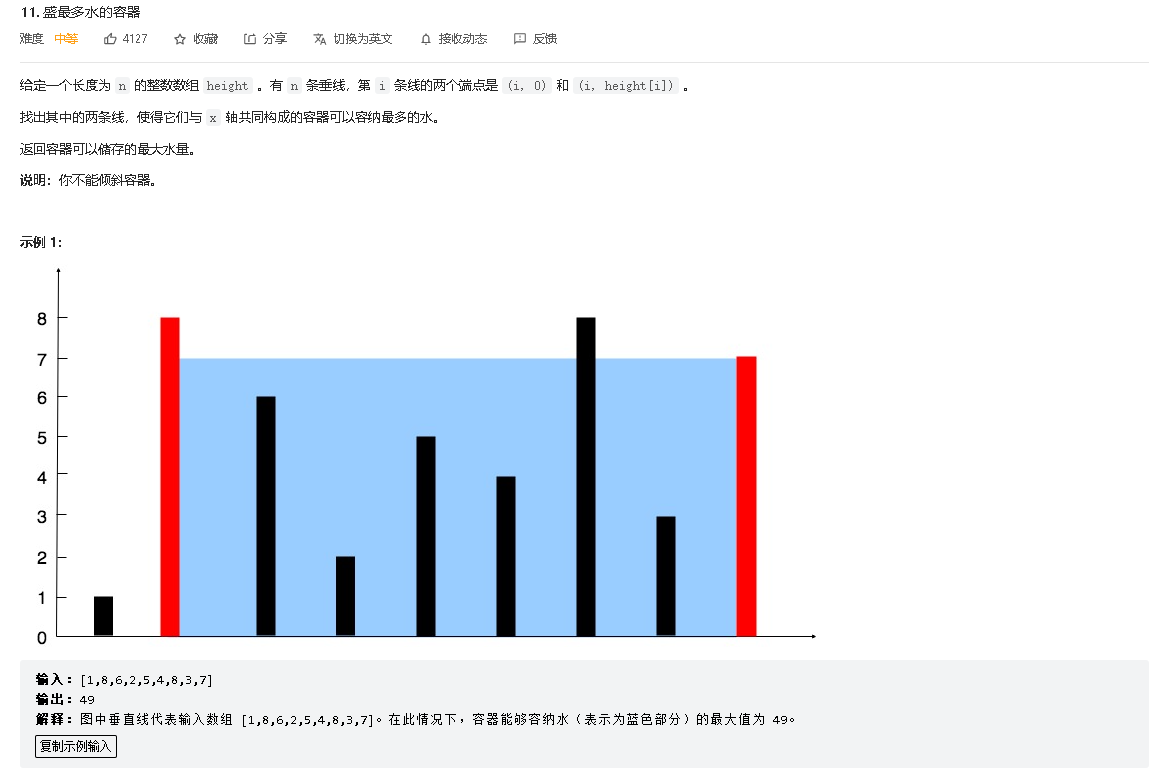 11. 盛最多水的容器
难度 中等 4127 收藏 分享 切换为英文 接收动态 反馈
给定一个长度为 n 的整数数组 height 。有 n 条垂线，第 i 条线的两个端点是 (i, 0) 和 (i, height[i]) 。
找出其中的两条线，使得它们与 x 轴共同构成的容器可以容纳最多的水。
返回容器可以储存的最大水量。
说明：你不能倾斜容器。
示例 1：
8
7
6
5
4
3
2
1
0
输入：[1,8,6,2,5,4,8,3,7]
输出：49
解释：图中垂直线代表输入数组 [1,8,6,2,5,4,8,3,7]。在此情况下，容器能够容纳水（表示为蓝色部分）的最大值为 49。
复制示例输入